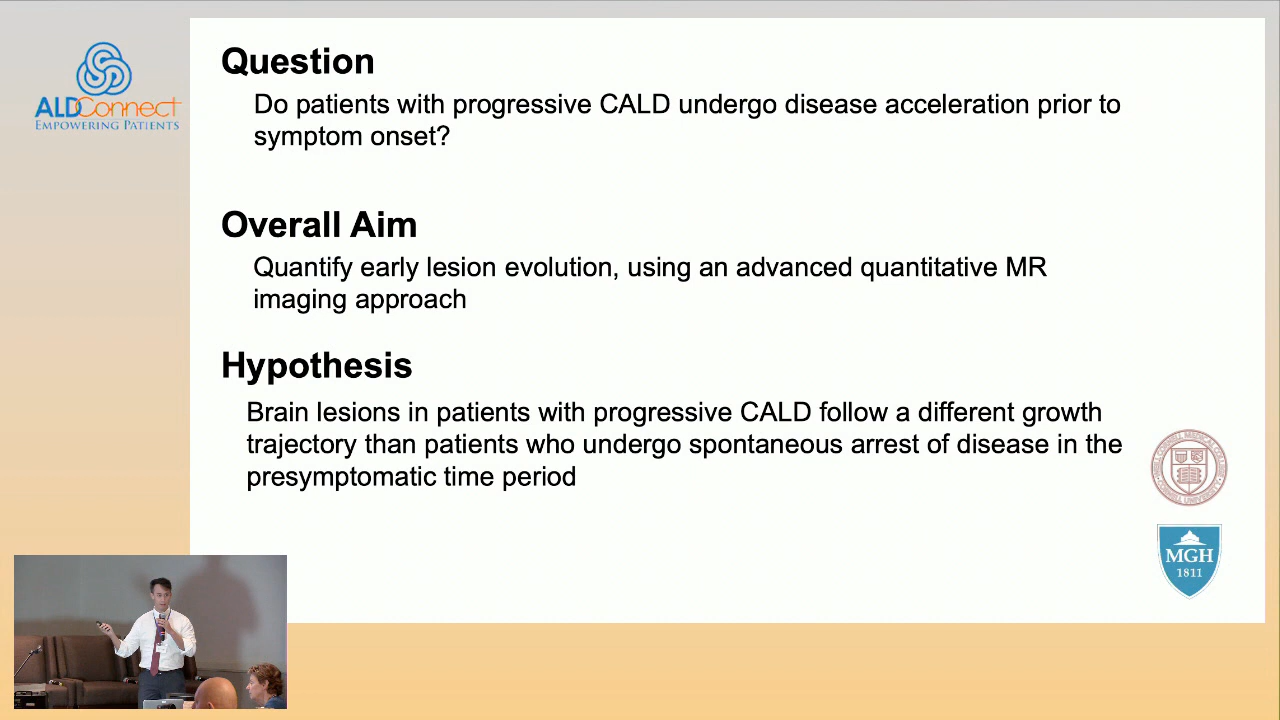 Question
Do patients with progressive CALD undergo disease acceleration prior to
symptom onset?
ALDConnect
EMPOWERING PATIENTS
Overall Aim
Quantify early lesion evolution, using an advanced quantitative MR
imaging approach
Hypothesis
Brain lesions in patients with progressive CALD follow a different growth
trajectory than patients who undergo spontaneous arrest of disease in the
presymptomatic time period
MGH
1811